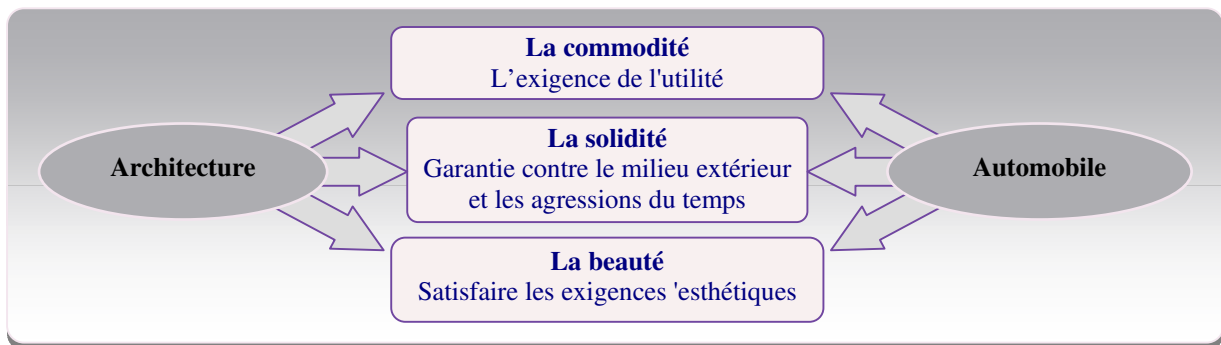 La commodité
L’exigence de l'utilité
Architecture
La solidité
Garantie contre le milieu extérieur
et les agressions du temps
Automobile
La beauté
Satisfaire les exigences 'esthétiques